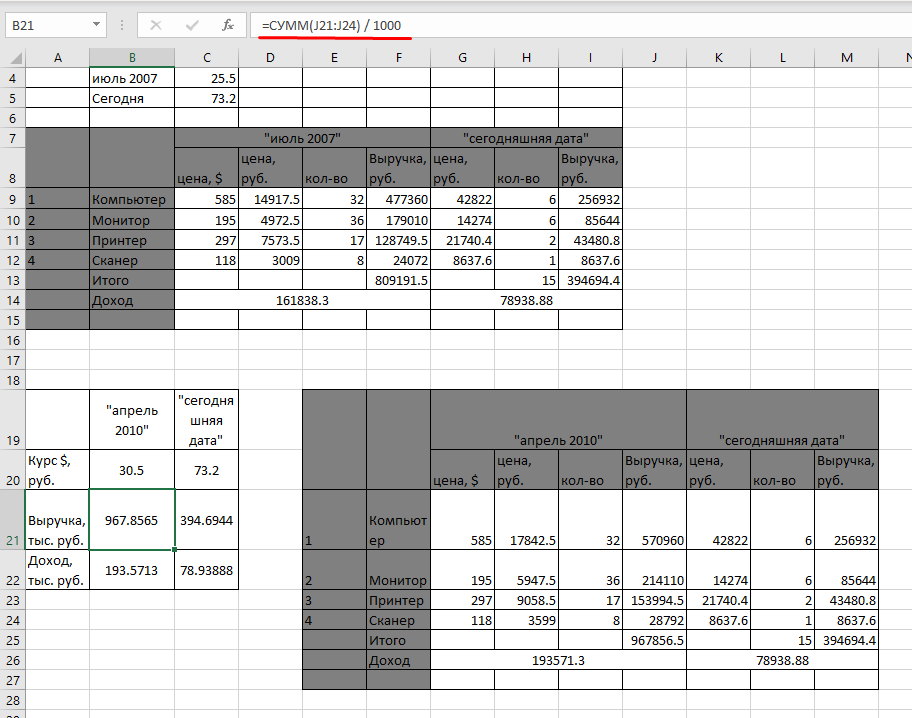 B21 fx =СУММ(J21:J24) / 1000
A B C D E F G H I J K L M N
4 июль 2007 25.5
5 Сегодня 73.2
6
7 "июль 2007" "сегодняшняя дата"
цена, Выручка, цена, Выручка,
8 цена, $ руб. кол-во руб. руб. кол-во руб.
9 1 Компьютер 585 14917.5 32 477360 42822 6 256932
10 2 Монитор 195 4972.5 36 179010 14274 6 85644
11 3 Принтер 297 7573.5 17 128749.5 21740.4 2 43480.8
12 4 Сканер 118 3009 8 24072 8637.6 1 8637.6
13 Итого 809191.5 15 394694.4
14 Доход 161838.3 78938.88
15
16
17
18
"сегодня
"апрель шняя
2010" дата"
19 "апрель 2010" "сегодняшняя дата"
Курс $, цена, Выручка, цена, Выручка,
20 руб. 30.5 73.2 цена, $ руб. кол-во руб. руб. кол-во руб.
Выручка, 967.8565 394.6944 Компьют
21 тыс. руб. 1 ер 585 17842.5 32 570960 42822 6 256932
Доход,
22 тыс. руб. 193.5713 78.93888 2 Монитор 195 5947.5 36 214110 14274 6 85644
23 3 Принтер 297 9058.5 17 153994.5 21740.4 2 43480.8
24 4 Сканер 118 3599 8 28792 8637.6 1 8637.6
25 Итого 967856.5 15 394694.4
26 Доход 193571.3 78938.88
27
28